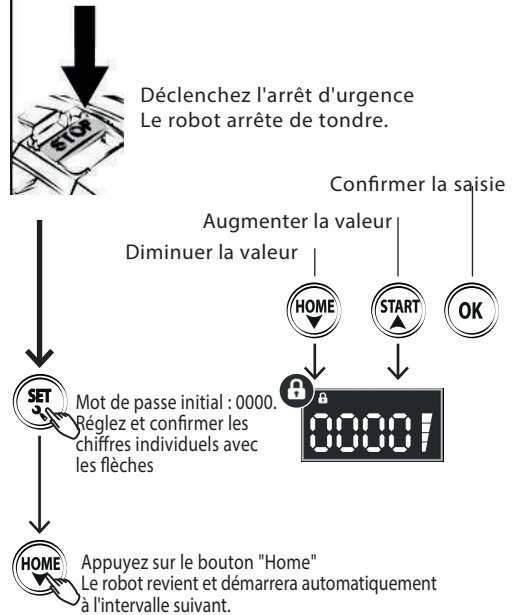 STOP
Déclenchez l'arrêt d'urgence
Le robot arrête de tondre.
Confirmer la saisie
Augmenter la valeur
Diminuer la valeur
HOME
START
OK
SET
Mot de passe initial : 0000.
Réglez et confirmer les
chiffres individuels avec
les flèches
0000
HOME
Appuyez sur le bouton "Home"
Le robot revient et démarrera automatiquement
à l'intervalle suivant.